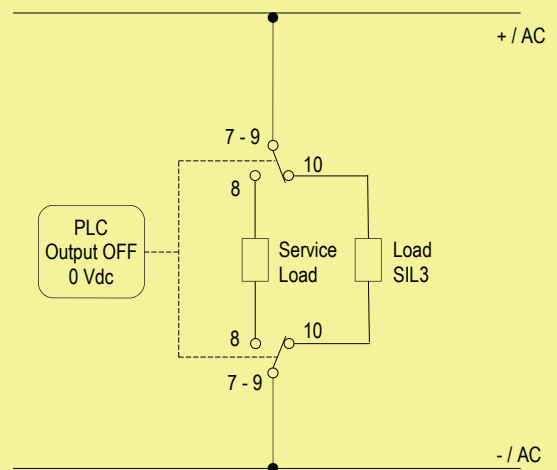 + / AC
7 - 9
10
8
PLC
Output OFF
0 Vdc
Service
Load
Load
SIL3
8
10
7 - 9
- / AC